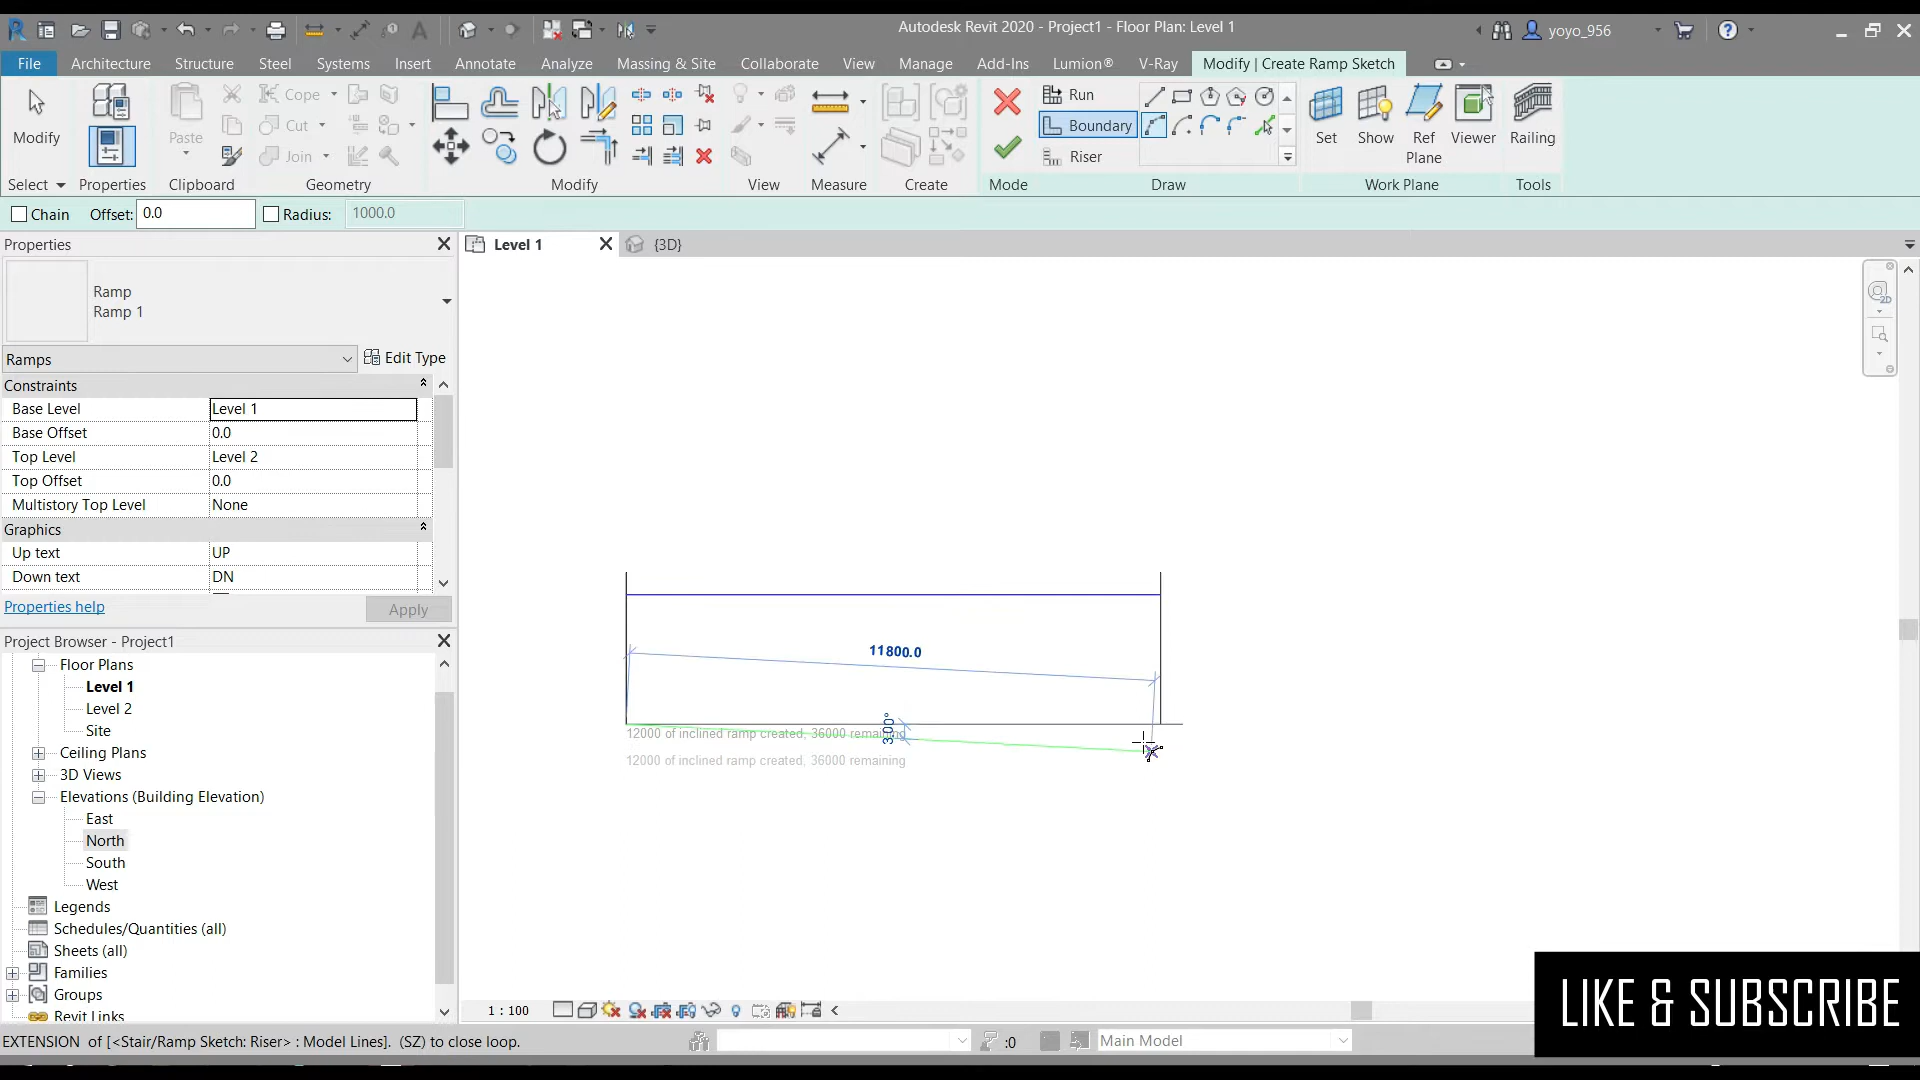 Autodesk Revit 2020 - Project1 - Floor Plan: Level 1
yoyo_956
File Architecture Structure Steel Systems Insert Annotate Analyze Massing & Site Collaborate View Manage Add-Ins Lumion® V-Ray Modify | Create Ramp Sketch
Modify
Paste
Cope
Cut
Join
Run
Boundary
Riser
Set
Show
Ref
Plane
Viewer
Railing
Select Properties Clipboard Geometry Modify View Measure Create Mode Draw Work Plane Tools
Chain Offset: 0.0 Radius: 1000.0
Properties
Level 1
{3D}
Ramp
Ramp 1
Ramps
Edit Type
Constraints
Base Level Level 1
Base Offset 0.0
Top Level Level 2
Top Offset 0.0
Multistory Top Level None
Graphics
Up text UP
Down text DN
Properties help
Apply
Project Browser - Project1
Floor Plans
Level 1
Level 2
Site
Ceiling Plans
3D Views
Elevations (Building Elevation)
East
North
South
West
Legends
Schedules/Quantities (all)
Sheets (all)
Families
Groups
Revit Links
11800.0
3.00°
12000 of inclined ramp created, 36000 remaining
12000 of inclined ramp created, 36000 remaining
2D
1 : 100
LIKE & SUBSCRIBE
EXTENSION of [<Stair/Ramp Sketch: Riser> : Model Lines]. (SZ) to close loop.
:0
Main Model